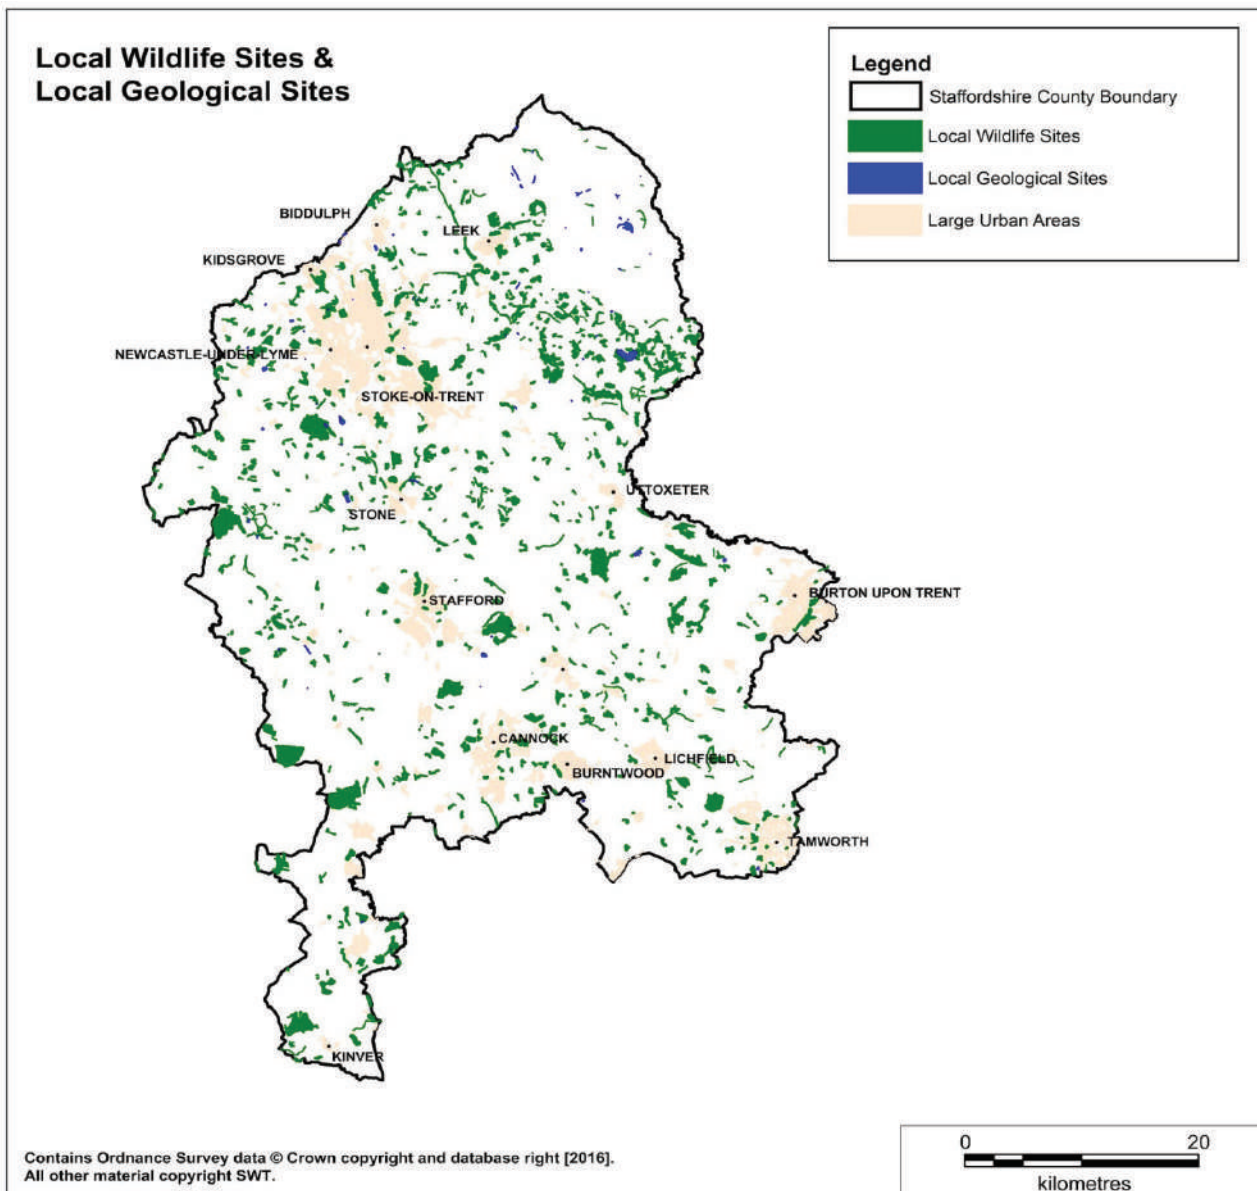 Local Wildlife Sites &
Local Geological Sites
Legend
Staffordshire County Boundary
Local Wildlife Sites
Local Geological Sites
Large Urban Areas
BIDDULPH
LEEK
KIDSGROVE
NEWCASTLE-UNDER-LYME
STOKE-ON-TRENT
UTTOXETER
STONE
BURTON UPON TRENT
STAFFORD
CANNOCK
LICHFIELD
BURNTWOOD
TAMWORTH
KINVER
0 20
kilometres
Contains Ordnance Survey data © Crown copyright and database right [2016].
All other material copyright SWT.